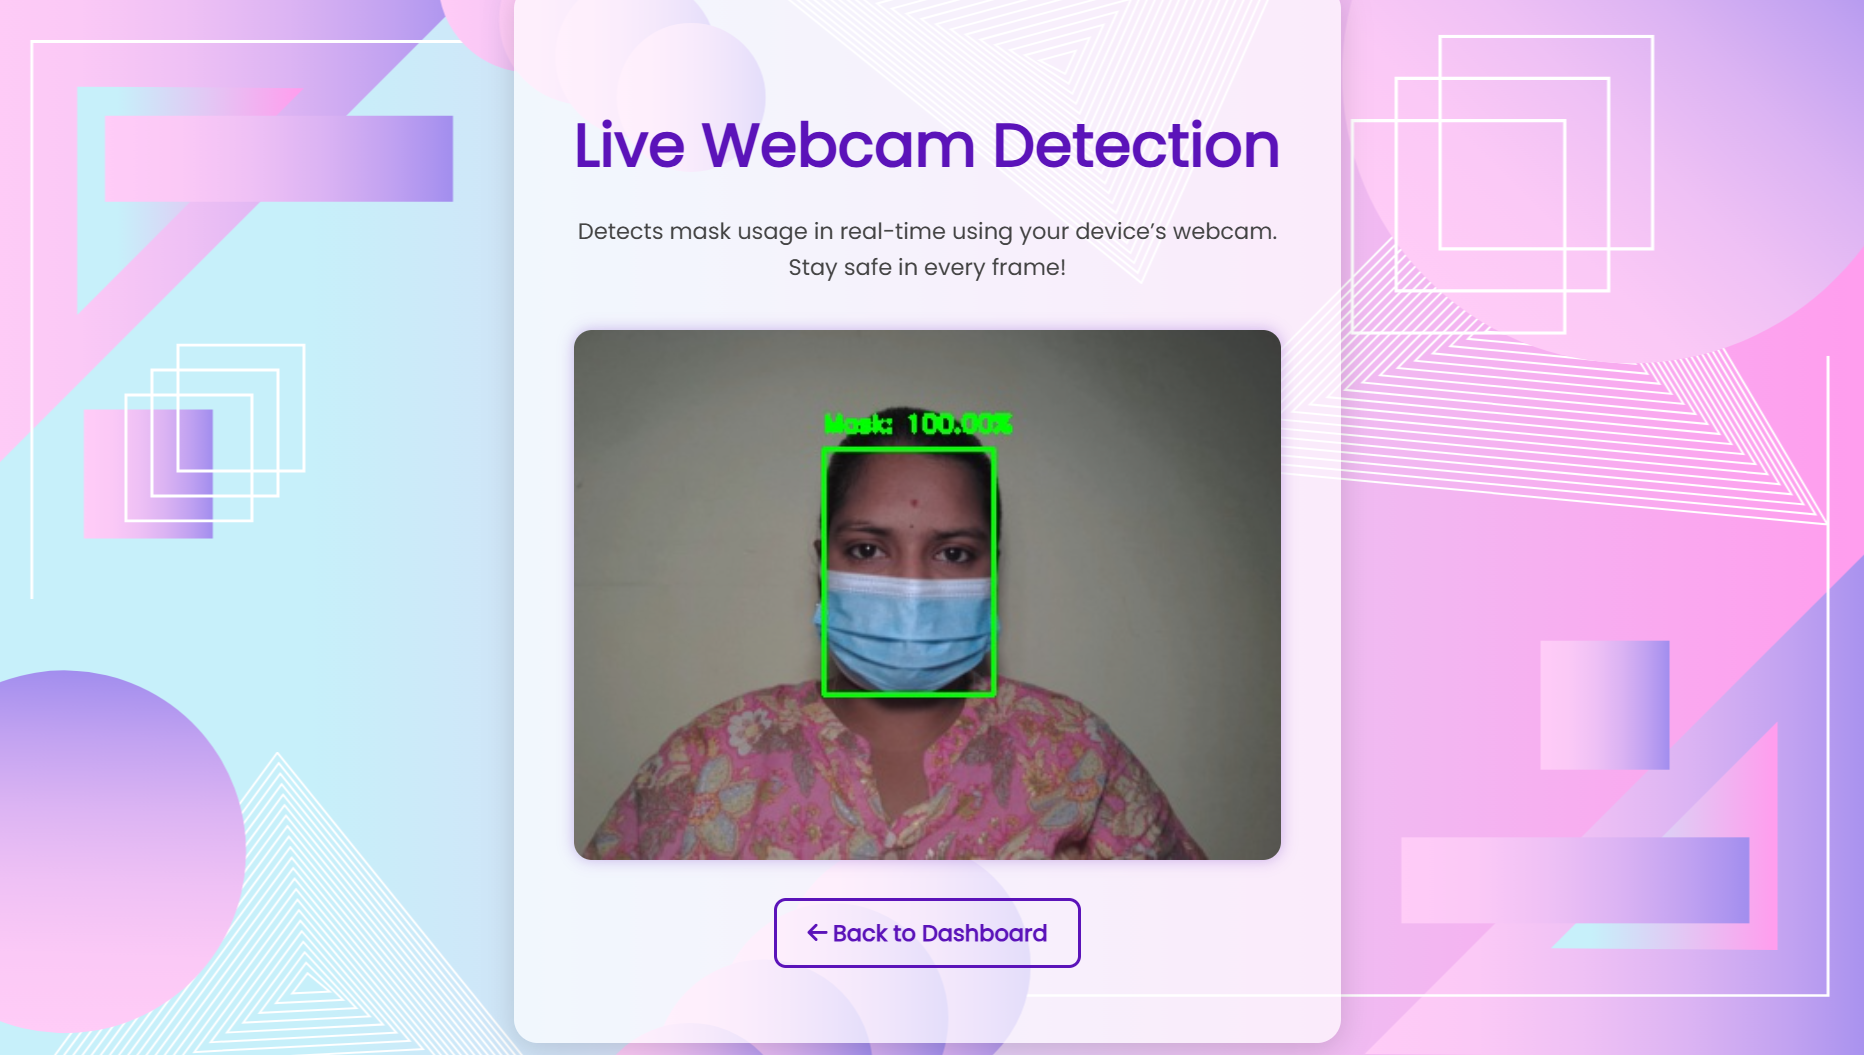 Live Webcam Detection
Detects mask usage in real-time using your device’s webcam.
Stay safe in every frame!
Mask: 100.00%
← Back to Dashboard